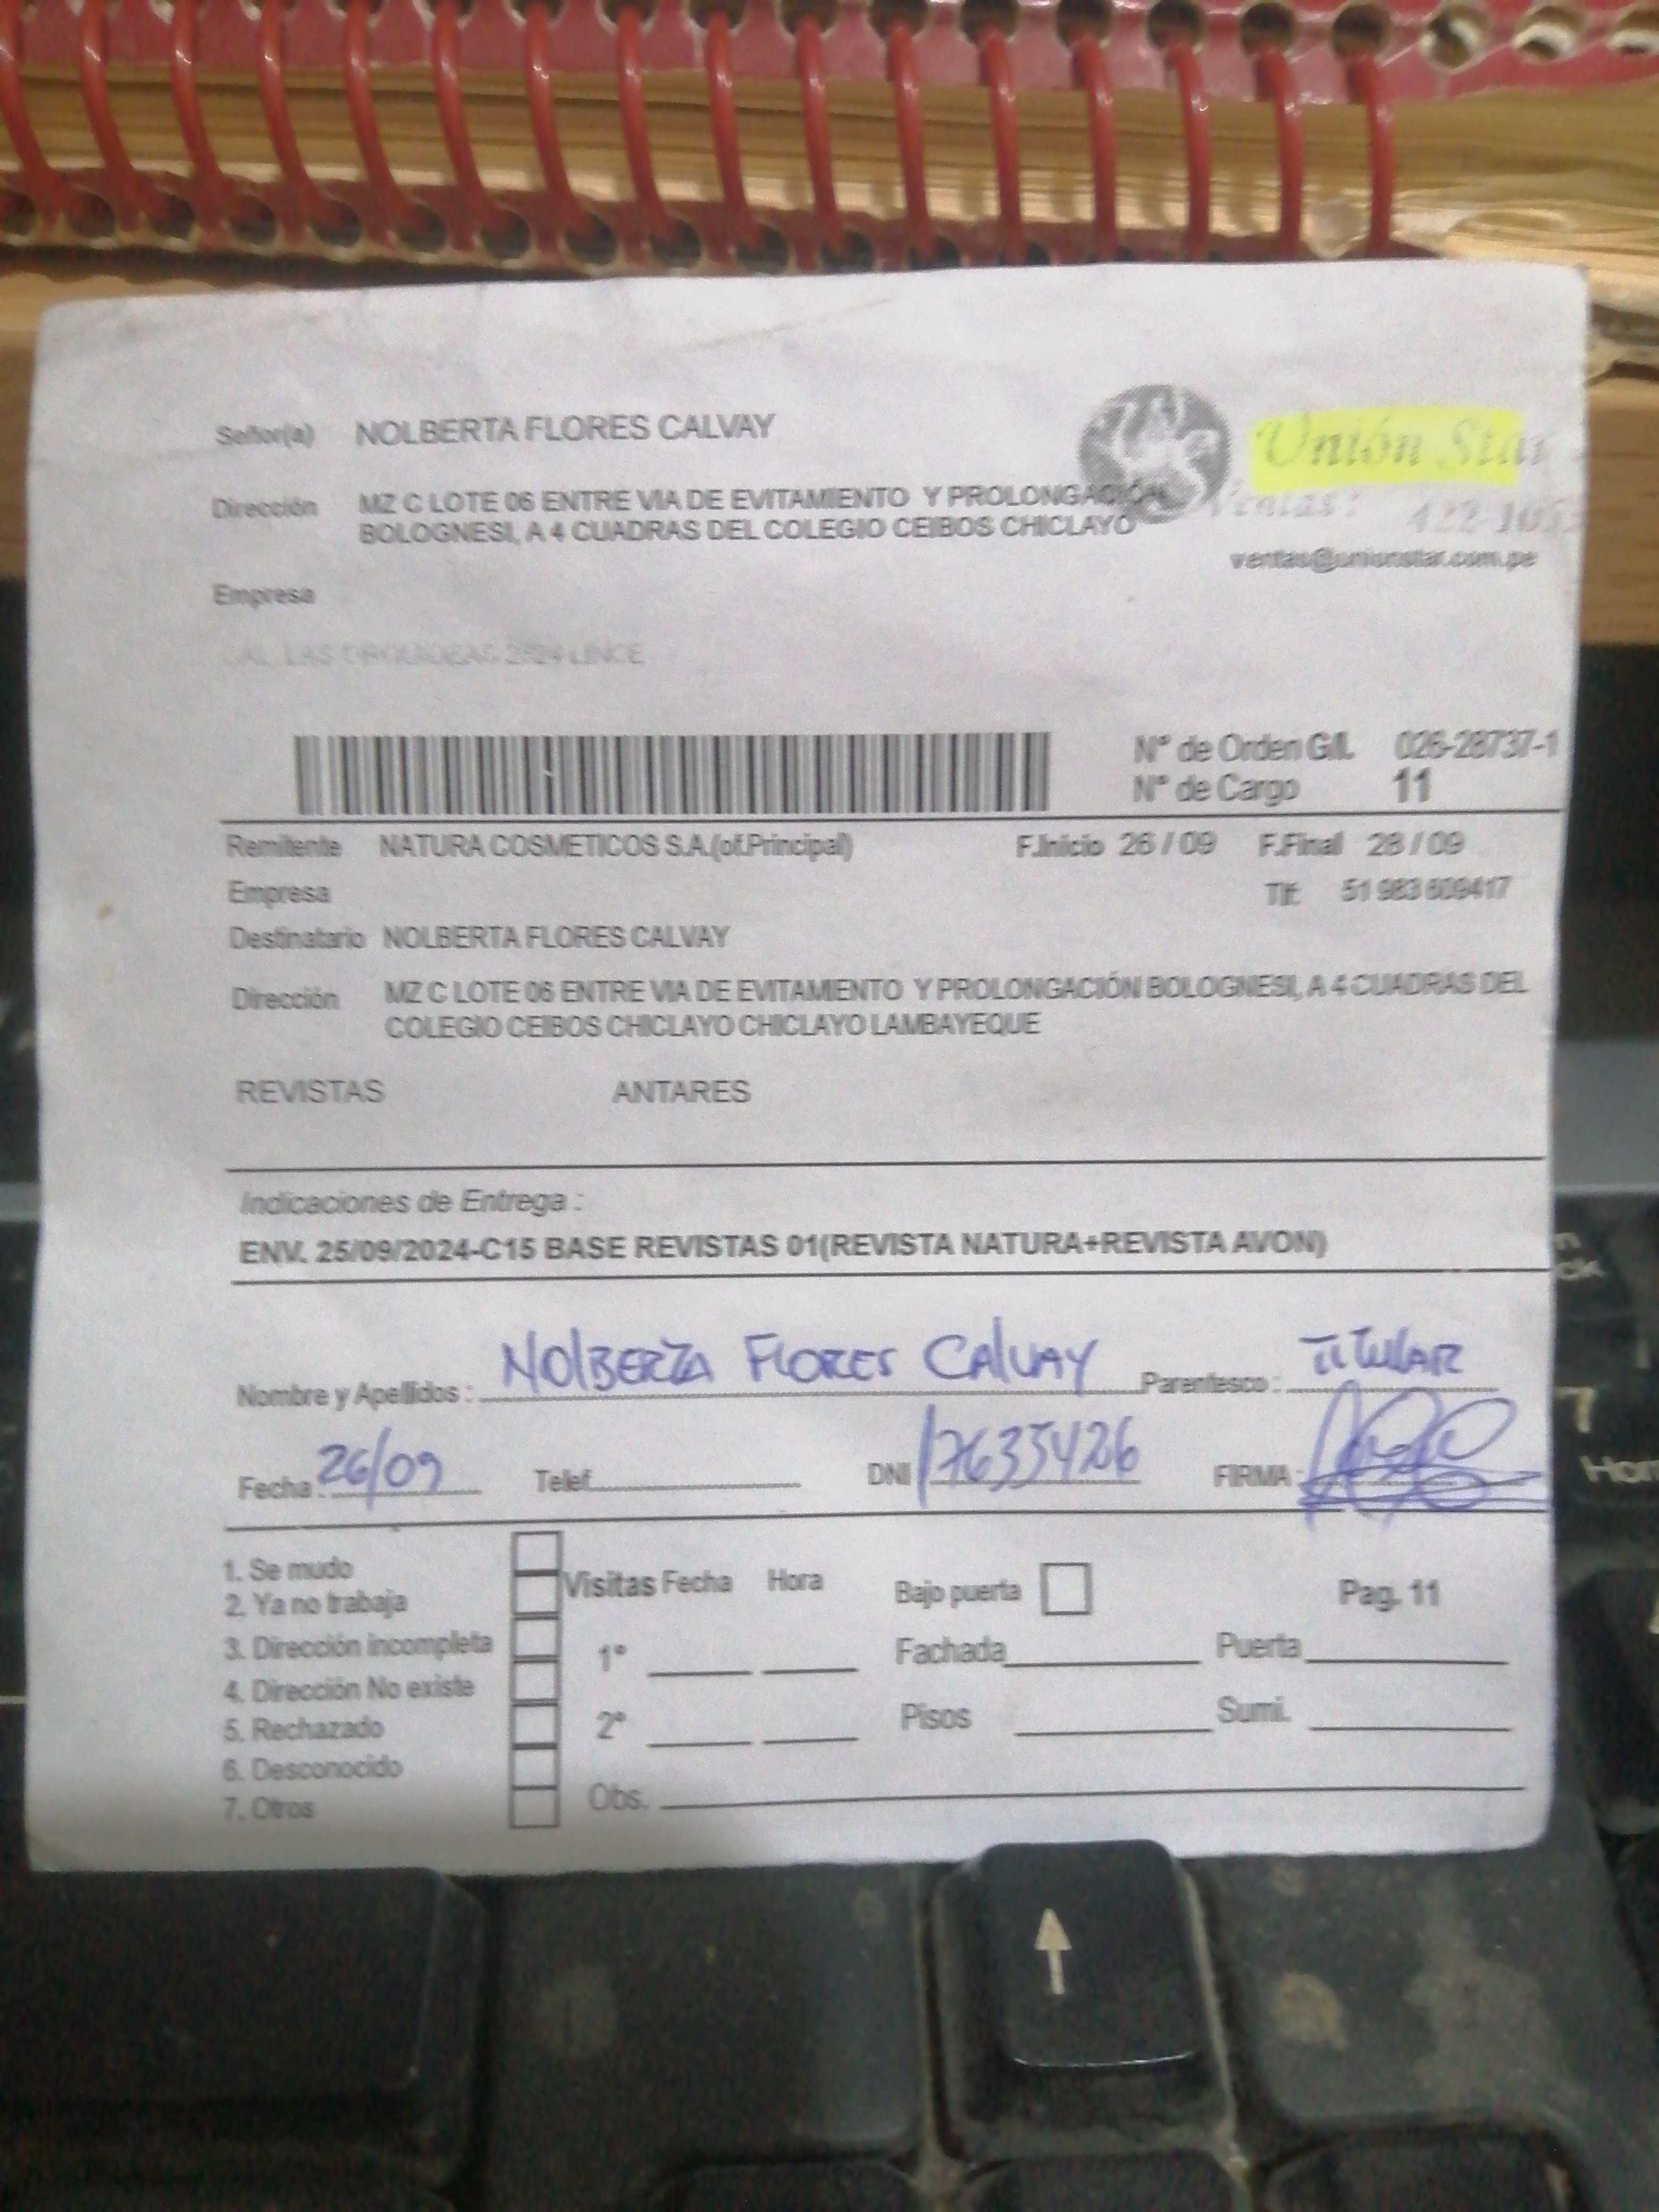 Señor(a) NOLBERTA FLORES CALVAY
Unión Star
Dirección MZ C LOTE 06 ENTRE VIA DE EVITAMIENTO Y PROLONGACIÓN
BOLOGNESI, A 4 CUADRAS DEL COLEGIO CEIBOS CHICLAYO
Ventas: 422-105
ventas@unionstar.com.pe
Empresa
LINCE
N° de Orden G/L 026-28737-1
N° de Cargo 11
Remitente NATURA COSMETICOS S.A.(of.Principal) F.Inicio 26 / 09 F.Final 28 / 09
Empresa Tlf: 51 983 609417
Destinatario NOLBERTA FLORES CALVAY
Dirección MZ C LOTE 06 ENTRE VIA DE EVITAMIENTO Y PROLONGACIÓN BOLOGNESI, A 4 CUADRAS DEL
COLEGIO CEIBOS CHICLAYO CHICLAYO LAMBAYEQUE
REVISTAS ANTARES
Indicaciones de Entrega :
ENV. 25/09/2024-C15 BASE REVISTAS 01(REVISTA NATURA+REVISTA AVON)
Nombre y Apellidos : NOLBERTA FLORES CALVAY Parentesco : TITULAR
Fecha : 26/09 Telef. DNI 17635426 FIRMA :
1. Se mudo
2. Ya no trabaja
3. Dirección incompleta
4. Dirección No existe
5. Rechazado
6. Desconocido
7. Otros
Visitas Fecha Hora Bajo puerta Pag. 11
1° Fachada Puerta
2° Pisos Sumi.
Obs.
7